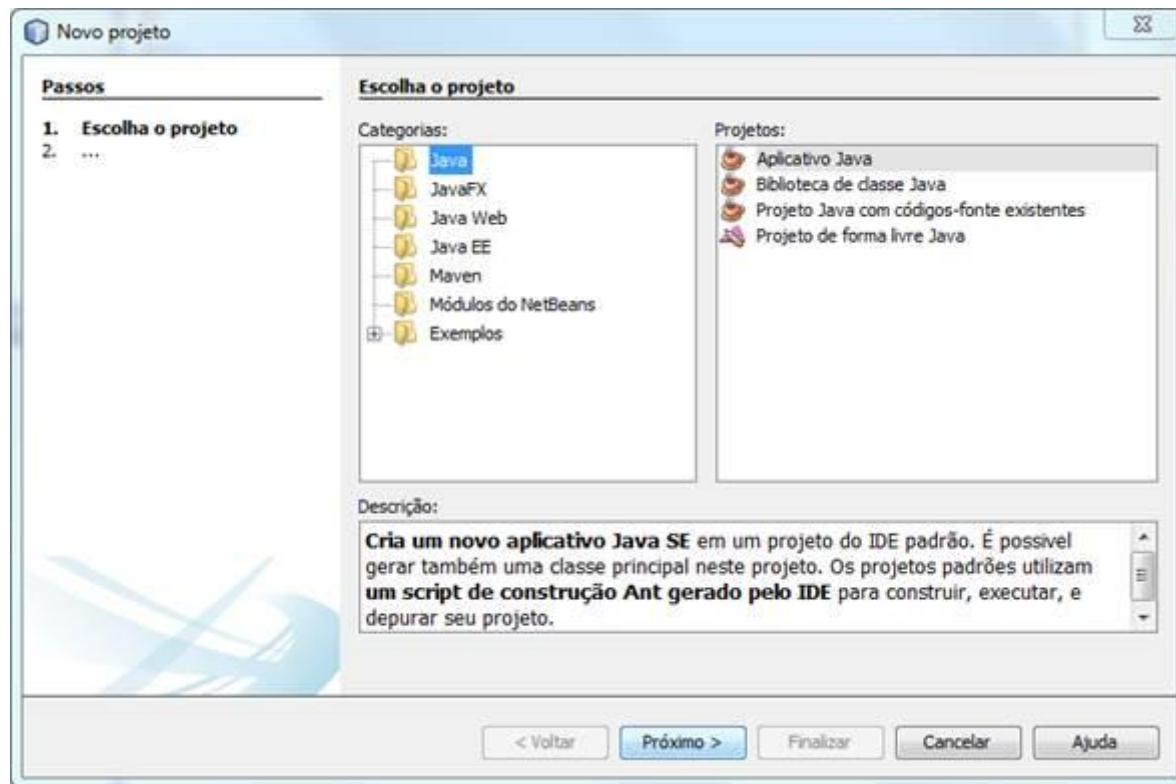 Novo projeto
Passos
1. Escolha o projeto
2. ...
Escolha o projeto
Categorias:
Java
JavaFX
Java Web
Java EE
Maven
Módulos do NetBeans
Exemplos
Projetos:
Aplicativo Java
Biblioteca de classe Java
Projeto Java com códigos-fonte existentes
Projeto de forma livre Java
Descrição:
Cria um novo aplicativo Java SE em um projeto do IDE padrão. É possivel
gerar também uma classe principal neste projeto. Os projetos padrões utilizam
um script de construção Ant gerado pelo IDE para construir, executar, e
depurar seu projeto.
< Voltar
Próximo >
Finalizar
Cancelar
Ajuda